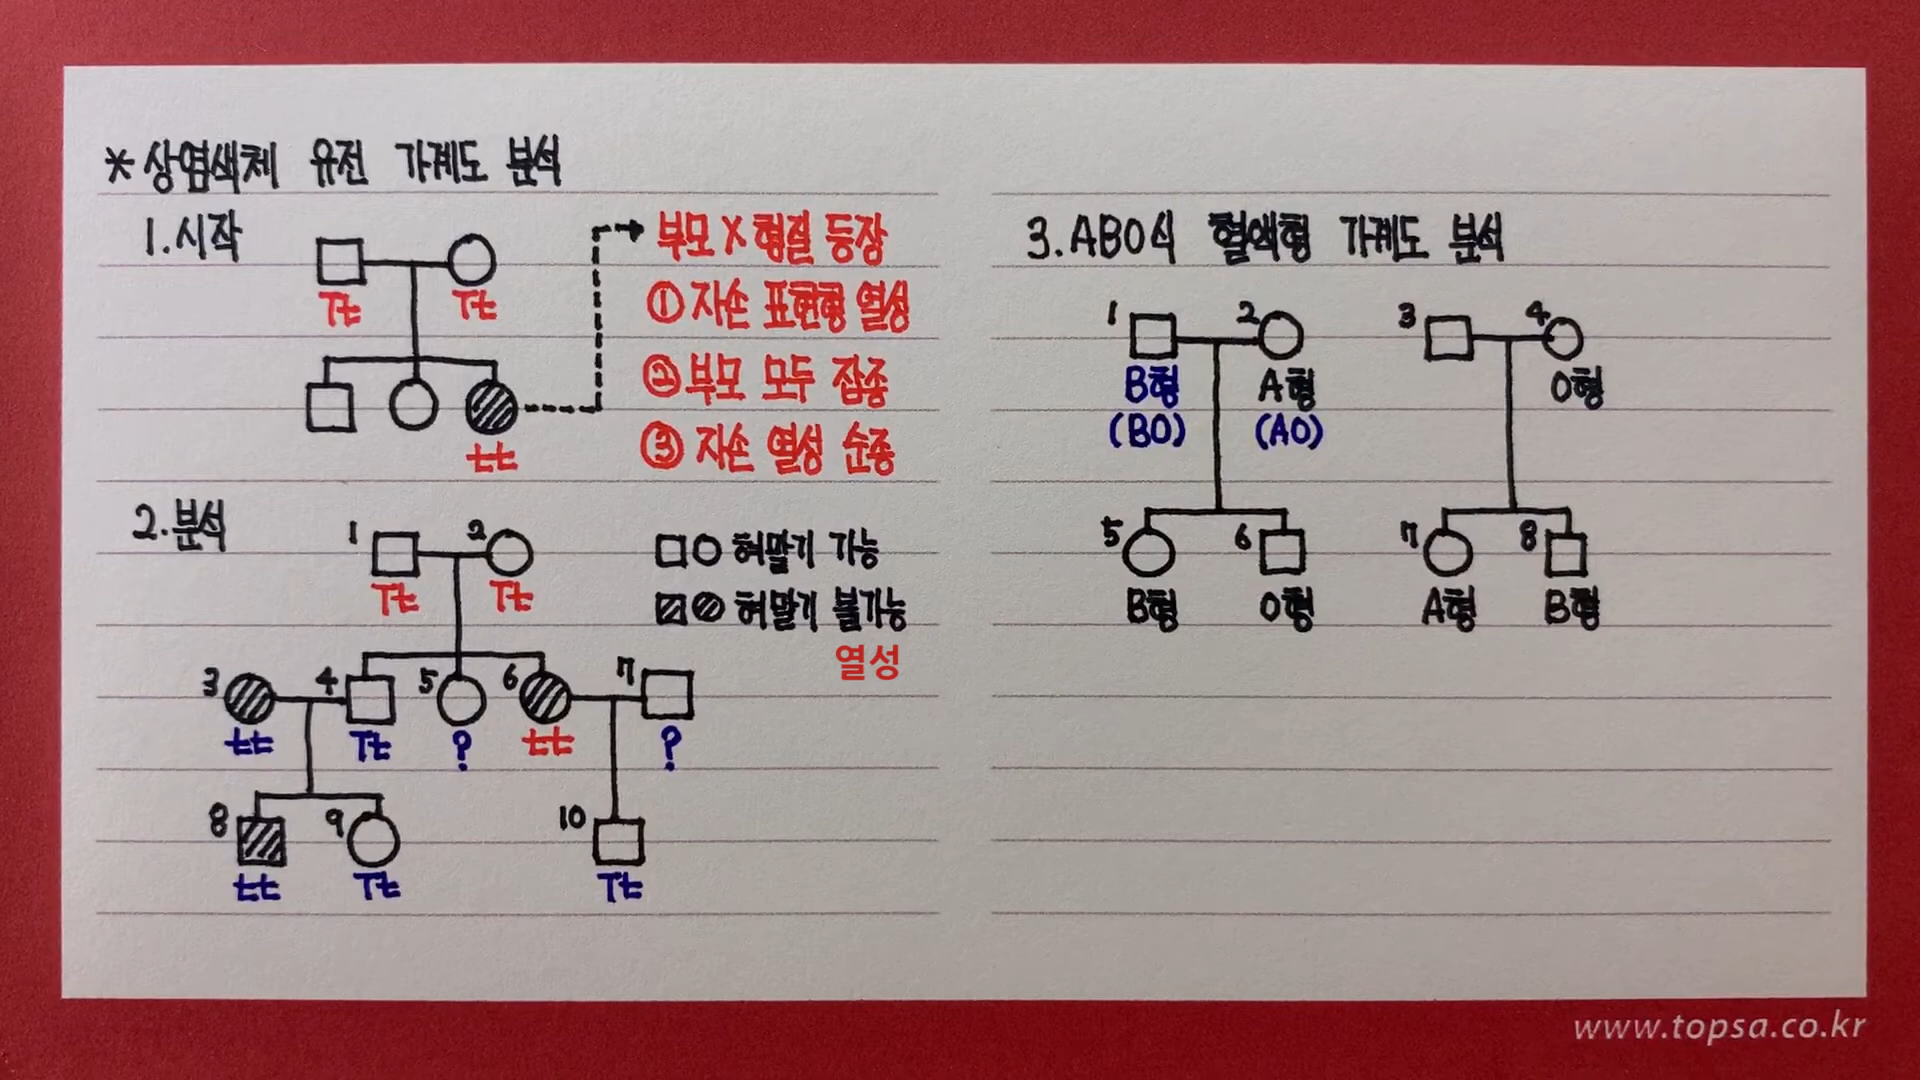 * 상염색체 유전 가계도 분석
1. 시작
Tt Tt
tt
부모 X 형질 등장
① 자손 표현형 열성
② 부모 모두 잡종
③ 자손 열성 순종
2. 분석
1 2
Tt Tt
□○ 혀말기 가능
혀말기 불가능
열성
3 4 5 6 7
tt Tt ? tt ?
8 9 10
tt Tt Tt
3. ABO식 혈액형 가계도 분석
1 2 3 4
B형 A형 O형
(BO) (AO)
5 6 7 8
B형 O형 A형 B형
www.topsa.co.kr